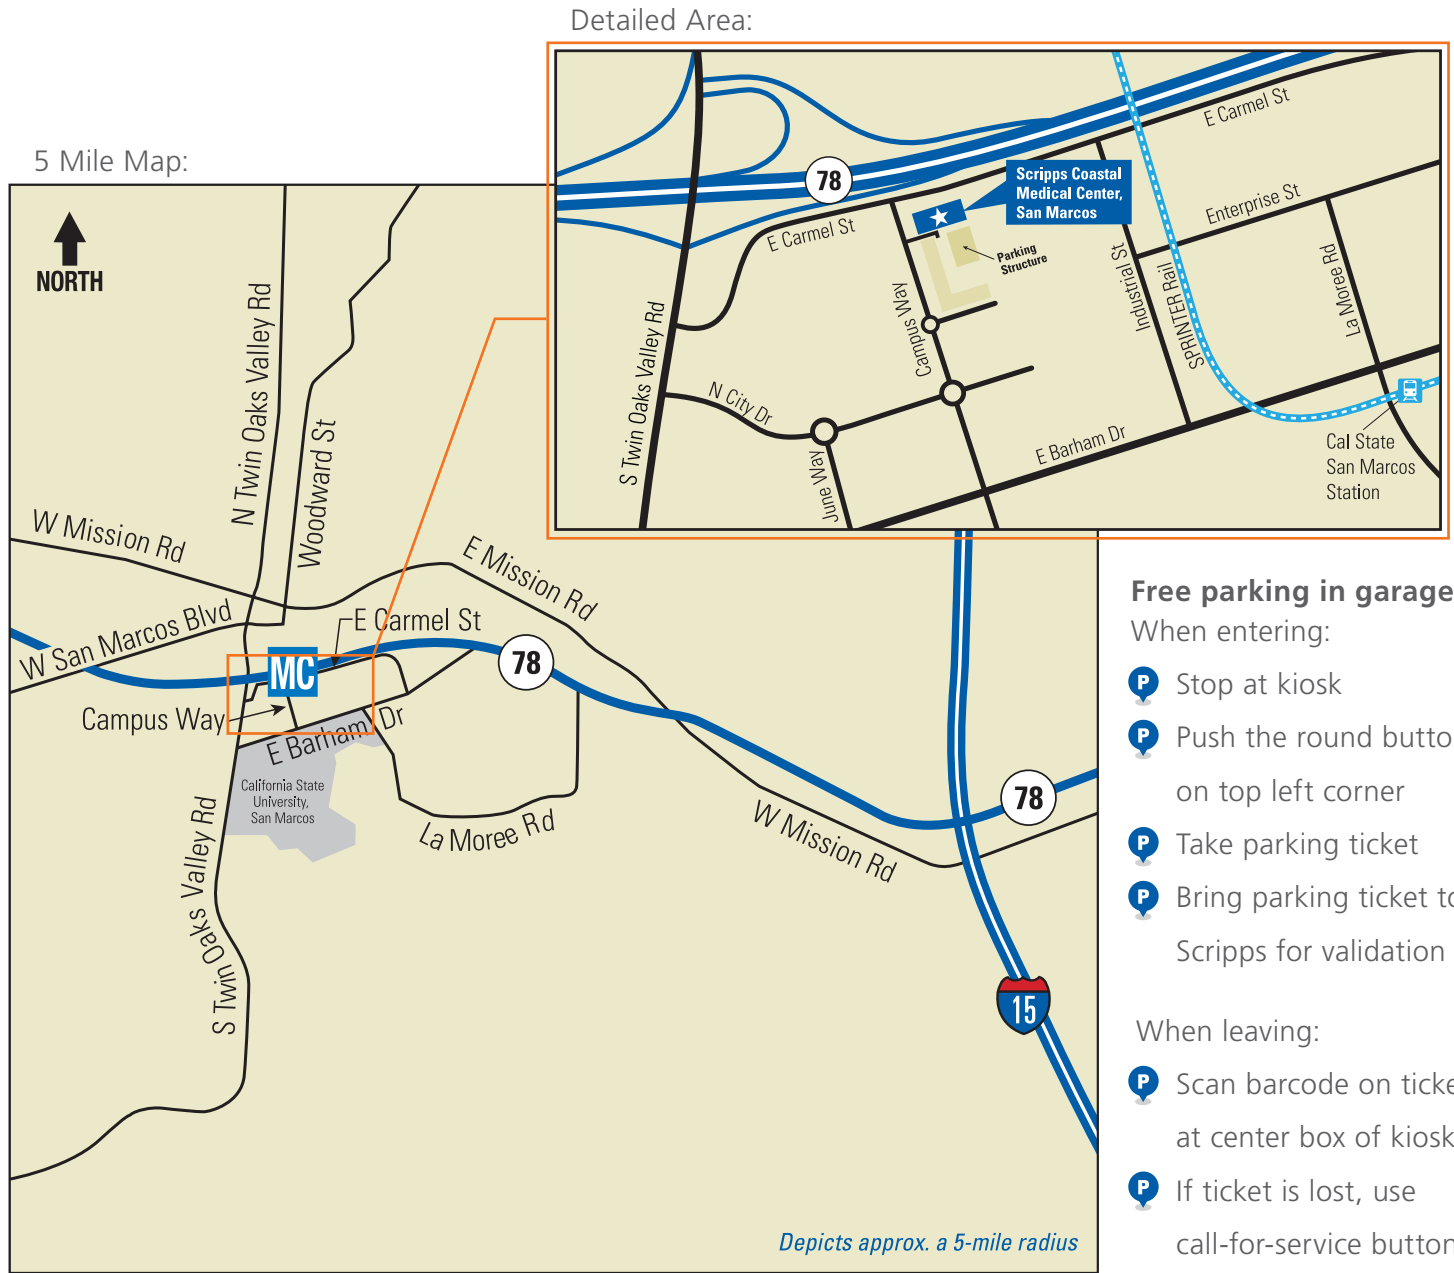 Detailed Area:
78
E Carmel St
E Carmel St
Scripps Coastal
Medical Center,
San Marcos
Parking
Structure
Enterprise St
Industrial St
SPRINTER Rail
La Moree Rd
Campus Way
S Twin Oaks Valley Rd
N City Dr
June Way
E Barham Dr
Cal State
San Marcos
Station
5 Mile Map:
NORTH
N Twin Oaks Valley Rd
Woodward St
W Mission Rd
E Mission Rd
W San Marcos Blvd
E Carmel St
MC
78
Campus Way
E Barham Dr
California State
University,
San Marcos
La Moree Rd
S Twin Oaks Valley Rd
W Mission Rd
78
15
Depicts approx. a 5-mile radius
Free parking in garage
When entering:
P Stop at kiosk
P Push the round butto
on top left corner
P Take parking ticket
P Bring parking ticket to
Scripps for validation
When leaving:
P Scan barcode on ticke
at center box of kiosk
P If ticket is lost, use
call-for-service button